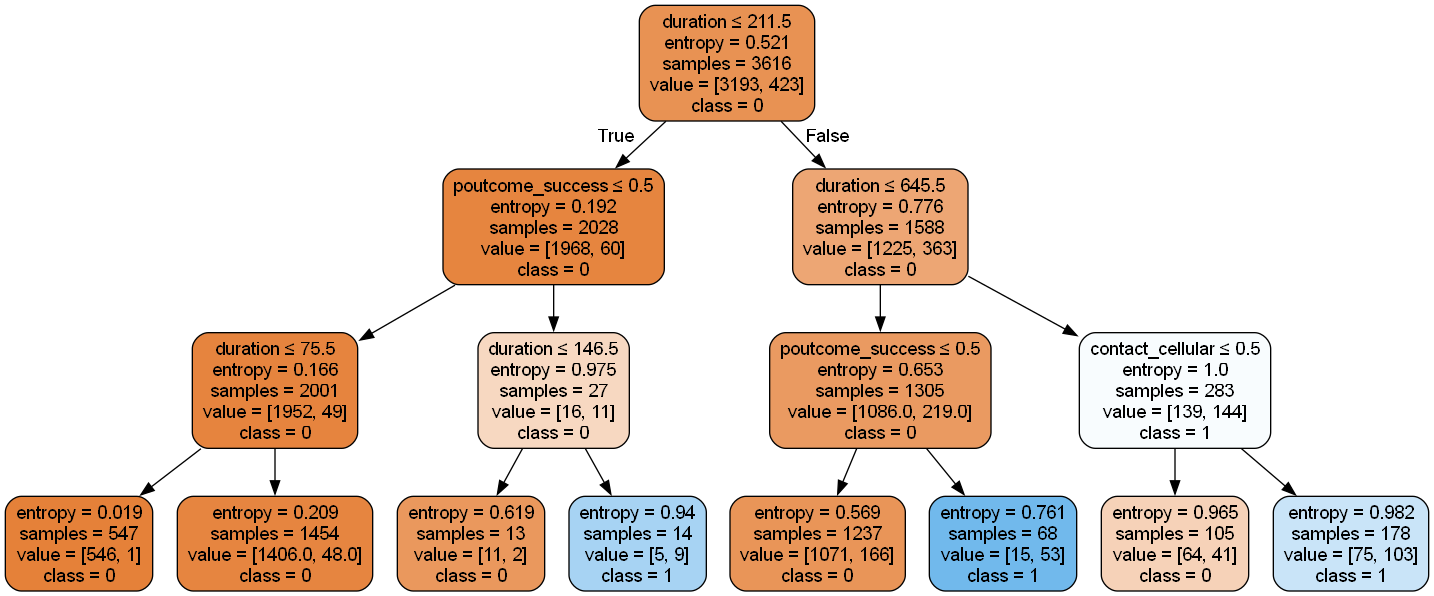 duration ≤ 211.5
entropy = 0.521
samples = 3616
value = [3193, 423]
class = 0
True
False
poutcome_success ≤ 0.5
entropy = 0.192
samples = 2028
value = [1968, 60]
class = 0
duration ≤ 645.5
entropy = 0.776
samples = 1588
value = [1225, 363]
class = 0
duration ≤ 75.5
entropy = 0.166
samples = 2001
value = [1952, 49]
class = 0
duration ≤ 146.5
entropy = 0.975
samples = 27
value = [16, 11]
class = 0
poutcome_success ≤ 0.5
entropy = 0.653
samples = 1305
value = [1086.0, 219.0]
class = 0
contact_cellular ≤ 0.5
entropy = 1.0
samples = 283
value = [139, 144]
class = 1
entropy = 0.019
samples = 547
value = [546, 1]
class = 0
entropy = 0.209
samples = 1454
value = [1406.0, 48.0]
class = 0
entropy = 0.619
samples = 13
value = [11, 2]
class = 0
entropy = 0.94
samples = 14
value = [5, 9]
class = 1
entropy = 0.569
samples = 1237
value = [1071, 166]
class = 0
entropy = 0.761
samples = 68
value = [15, 53]
class = 1
entropy = 0.965
samples = 105
value = [64, 41]
class = 0
entropy = 0.982
samples = 178
value = [75, 103]
class = 1